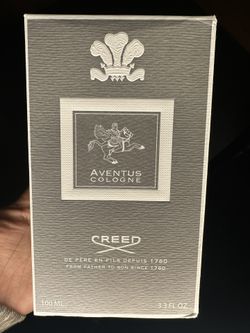 AVENTUS
COLOGNE
CREED
DE PÈRE EN FILS DEPUIS 1760
FROM FATHER TO SON SINCE 1760
100 ML
3.3 FL.OZ